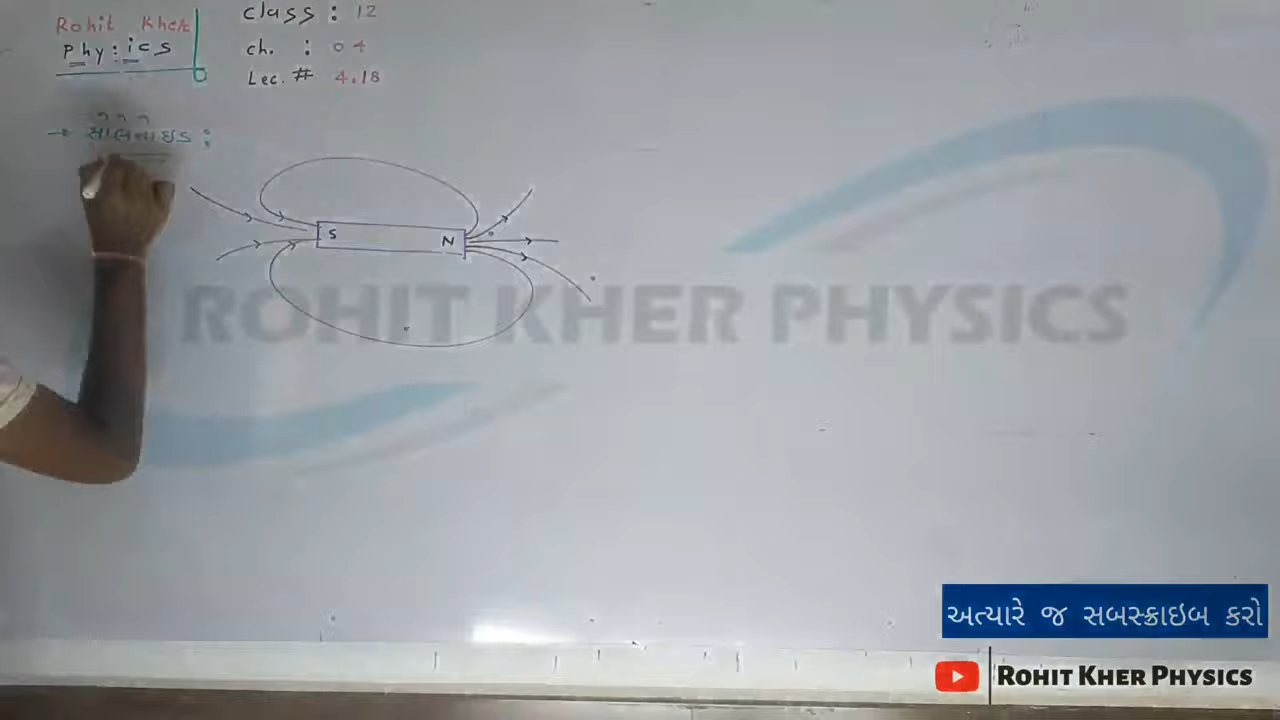 Rohit Kher
Physics
class : 12
ch. : 04
Lec. # 4.18
→ સોલેનોઇડ :
S
N
ROHIT KHER PHYSICS
અત્યારે જ સબસ્ક્રાઇબ કરો
ROHIT KHER PHYSICS